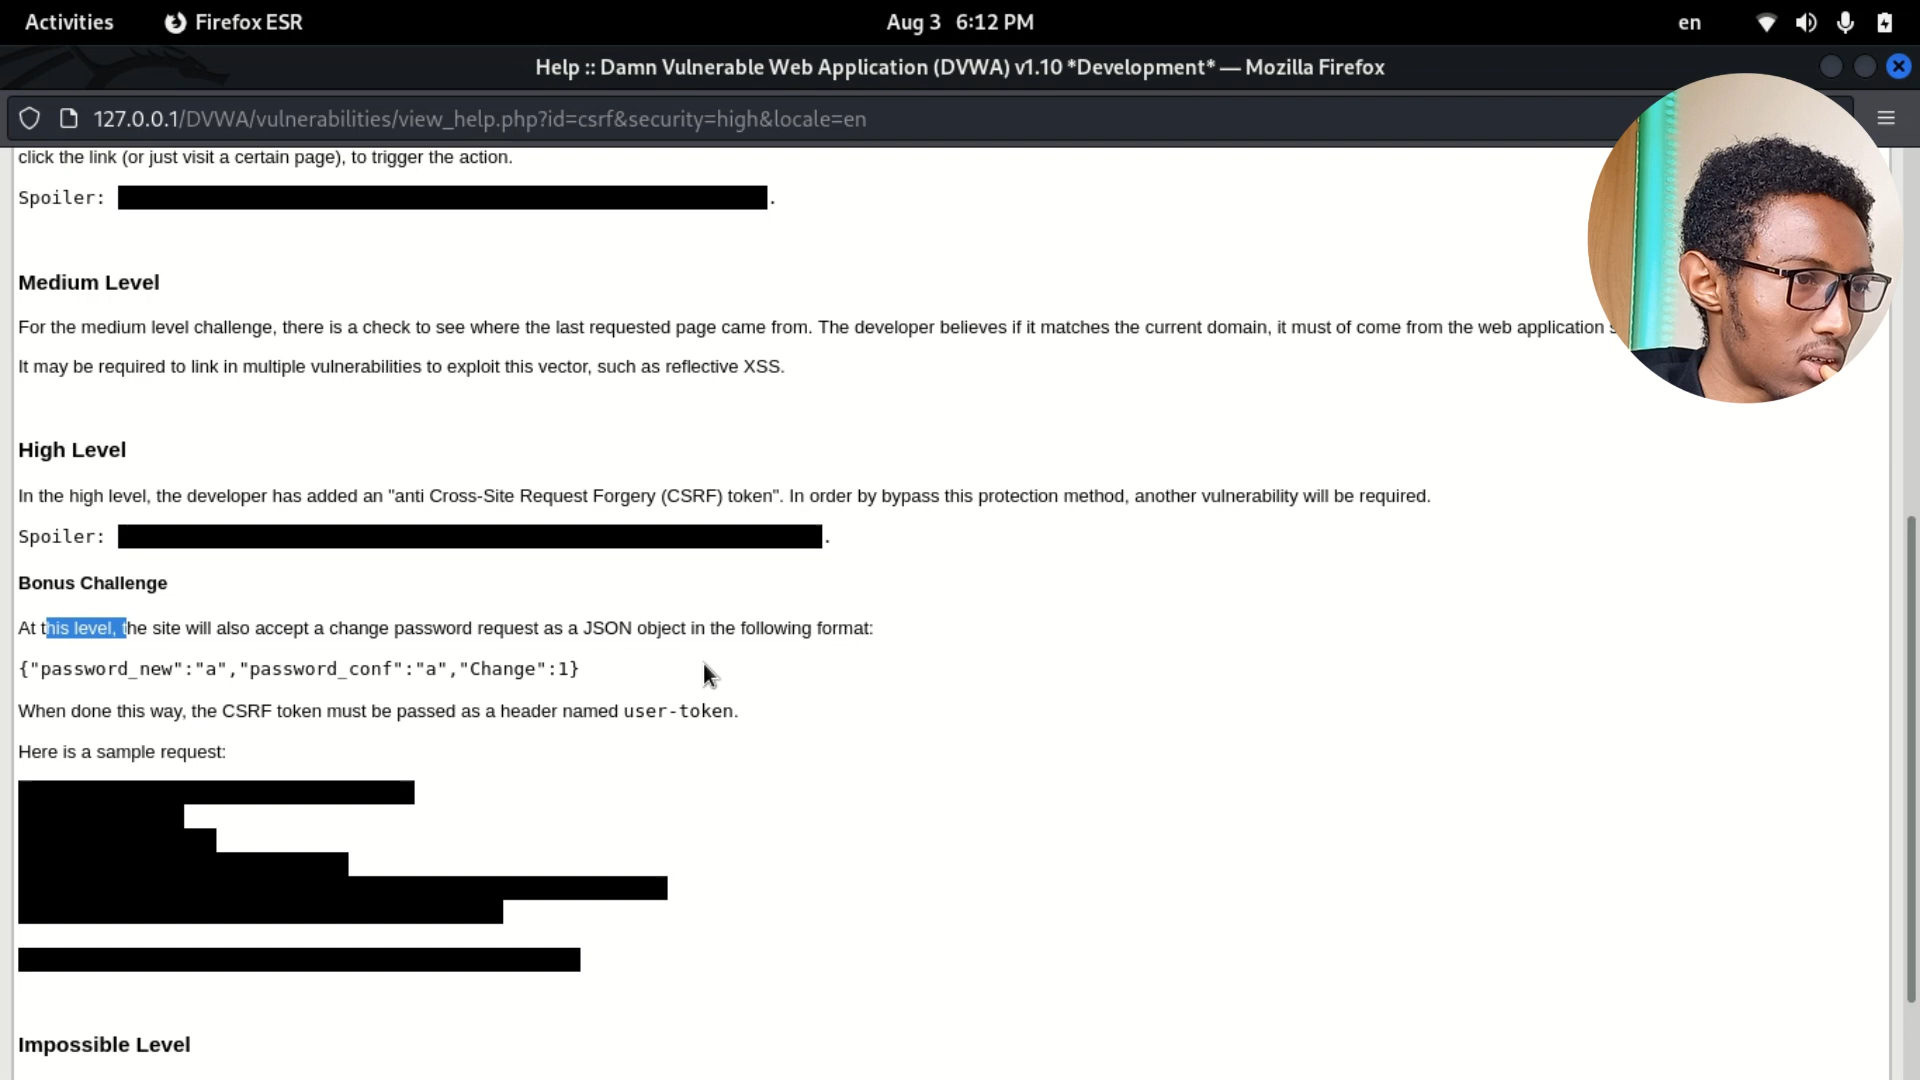 Activities Firefox ESR Aug 3 6:12 PM en
Help :: Damn Vulnerable Web Application (DVWA) v1.10 *Development* — Mozilla Firefox
127.0.0.1/DVWA/vulnerabilities/view_help.php?id=csrf&security=high&locale=en
click the link (or just visit a certain page), to trigger the action.
Spoiler: .
Medium Level
For the medium level challenge, there is a check to see where the last requested page came from. The developer believes if it matches the current domain, it must of come from the web application
It may be required to link in multiple vulnerabilities to exploit this vector, such as reflective XSS.
High Level
In the high level, the developer has added an "anti Cross-Site Request Forgery (CSRF) token". In order by bypass this protection method, another vulnerability will be required.
Spoiler: .
Bonus Challenge
At this level, the site will also accept a change password request as a JSON object in the following format:
{"password_new":"a","password_conf":"a","Change":1}
When done this way, the CSRF token must be passed as a header named user-token.
Here is a sample request:
Impossible Level